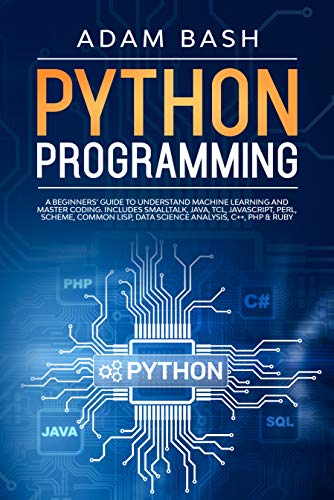 ADAM BASH
PYTHON
PROGRAMMING
A BEGINNERS' GUIDE TO UNDERSTAND MACHINE LEARNING AND
MASTER CODING. INCLUDES SMALLTALK, JAVA, TCL, JAVASCRIPT, PERL,
SCHEME, COMMON LISP, DATA SCIENCE ANALYSIS, C++, PHP & RUBY
PHP
C#
PYTHON
JAVA
SQL